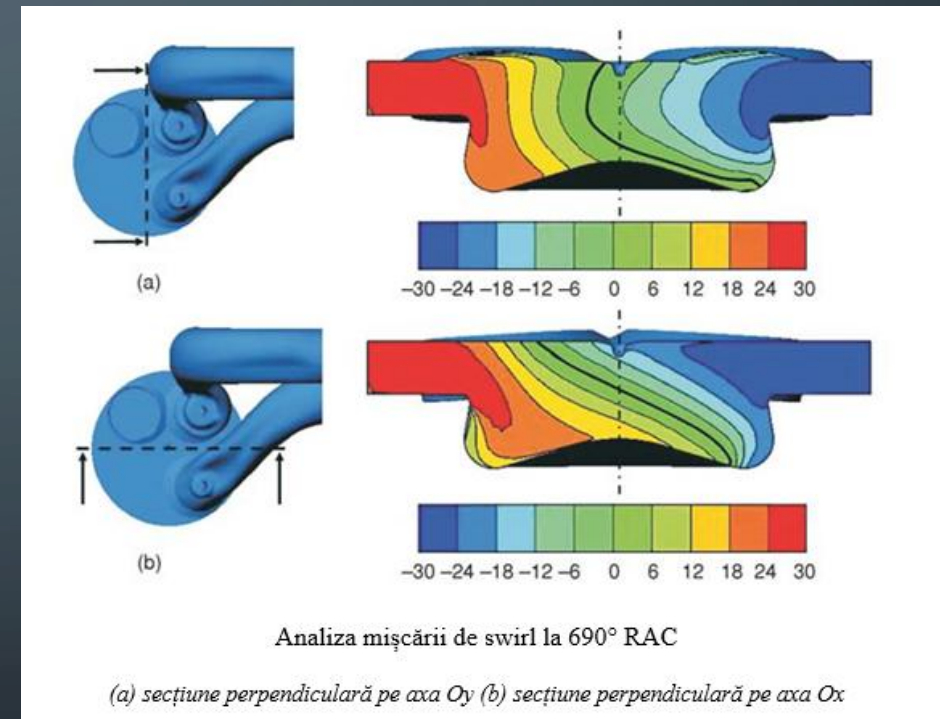 (a)
−30 −24 −18 −12 −6 0 6 12 18 24 30
(b)
−30 −24 −18 −12 −6 0 6 12 18 24 30
Analiza mișcării de swirl la 690° RAC
(a) secțiune perpendiculară pe axa Oy (b) secțiune perpendiculară pe axa Ox